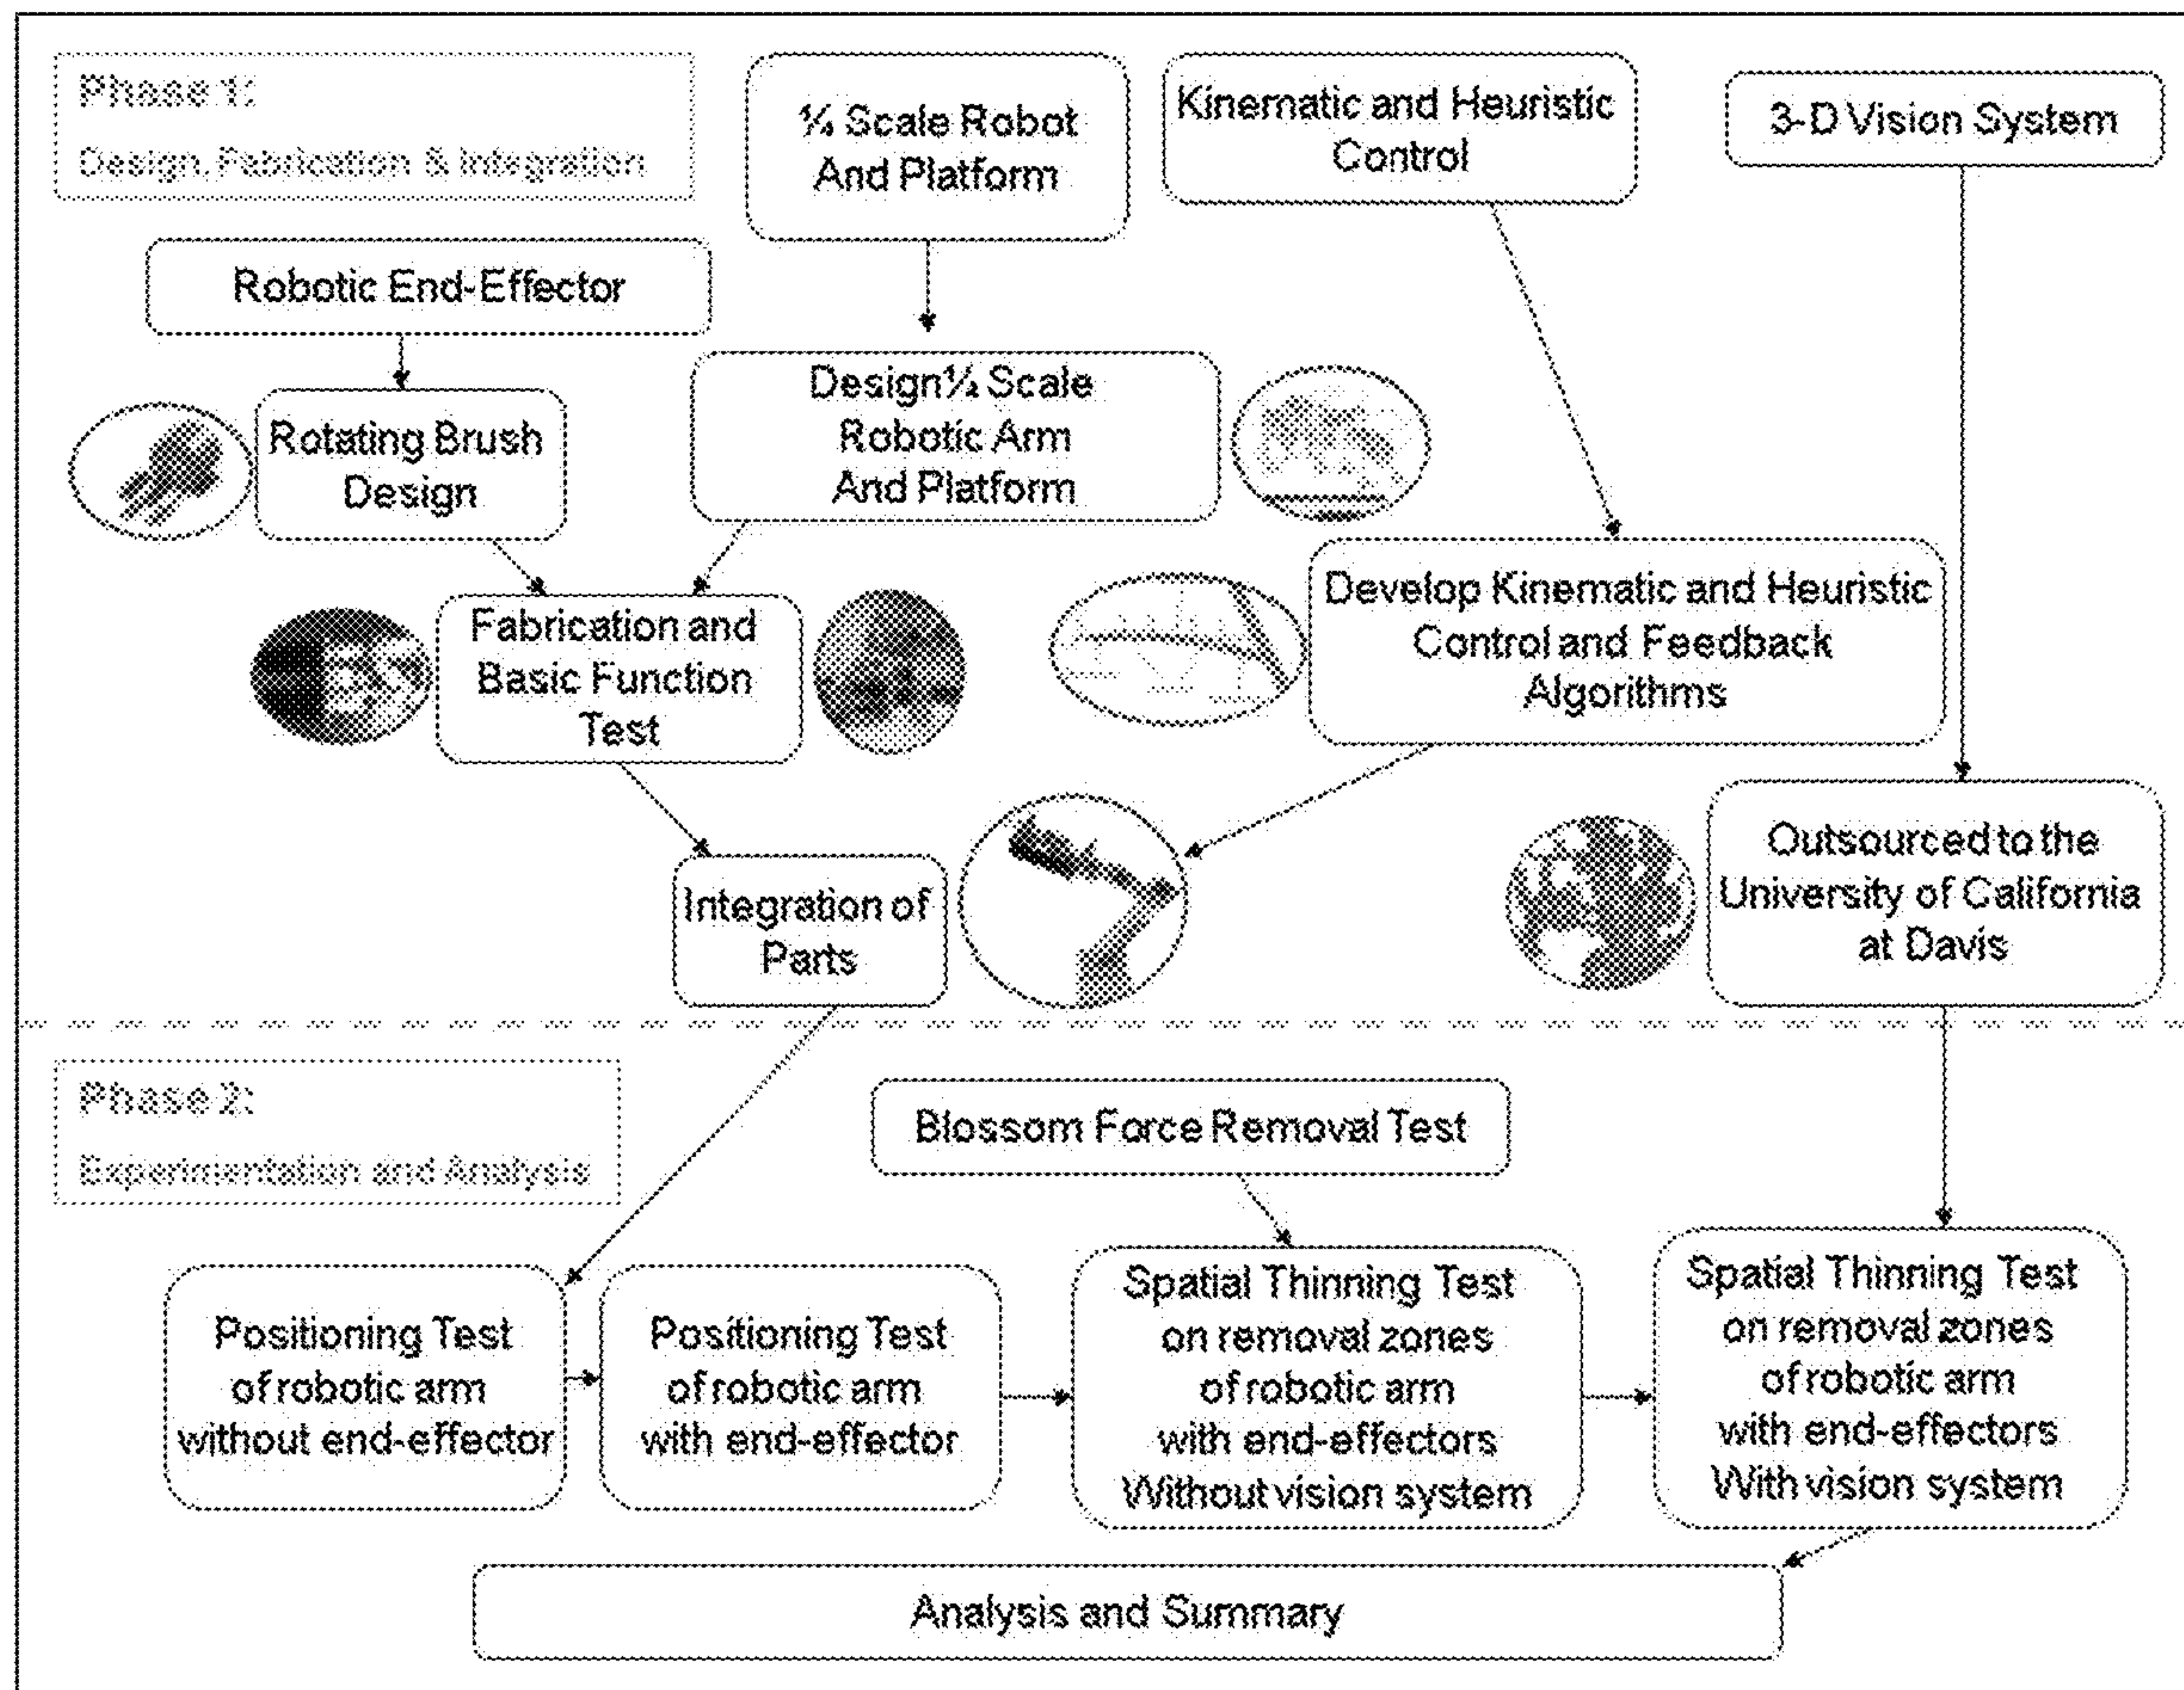 Phase 1:
Design, Fabrication & Integration
¼ Scale Robot
And Platform
Kinematic and Heuristic
Control
3-D Vision System
Robotic End-Effector
Rotating Brush
Design
Design¼ Scale
Robotic Arm
And Platform
Fabrication and
Basic Function
Test
Develop Kinematic and Heuristic
Control and Feedback
Algorithms
Integration of
Parts
Outsourced to the
University of California
at Davis
Phase 2:
Experimentation and Analysis
Blossom Force Removal Test
Positioning Test
of robotic arm
without end-effector
Positioning Test
of robotic arm
with end-effector
Spatial Thinning Test
on removal zones
of robotic arm
with end-effectors
Without vision system
Spatial Thinning Test
on removal zones
of robotic arm
with end-effectors
With vision system
Analysis and Summary